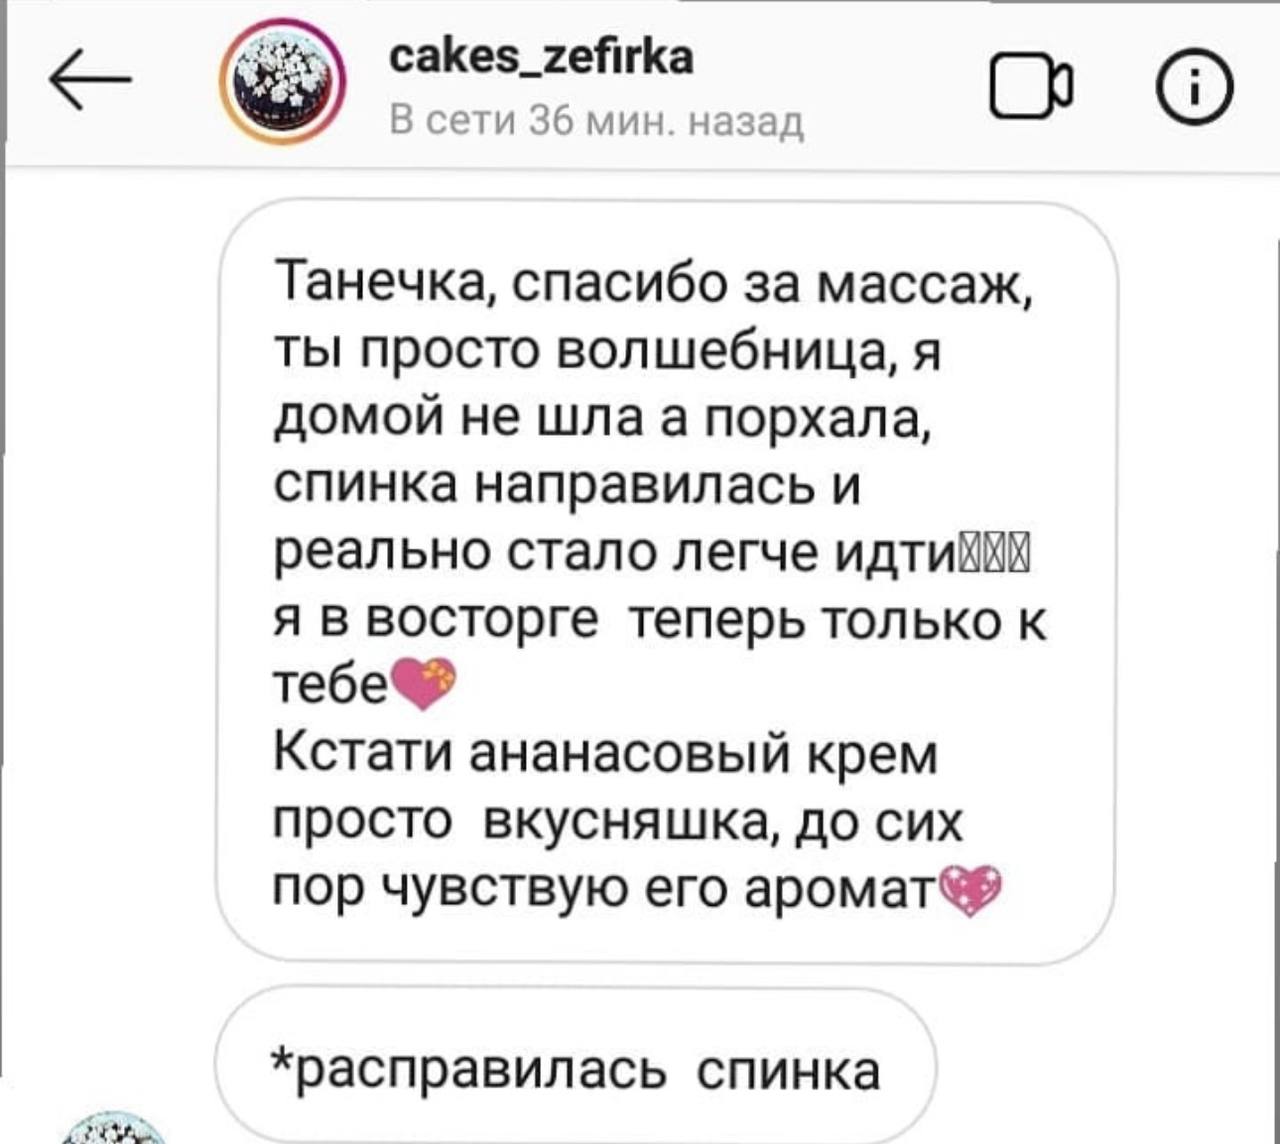 cakes_zefirka
В сети 36 мин. назад
Танечка, спасибо за массаж,
ты просто волшебница, я
домой не шла а порхала,
спинка направилась и
реально стало легче идти
я в восторге  теперь только к
тебе💝
Кстати ананасовый крем
просто  вкусняшка, до сих
пор чувствую его аромат💖
*расправилась  спинка